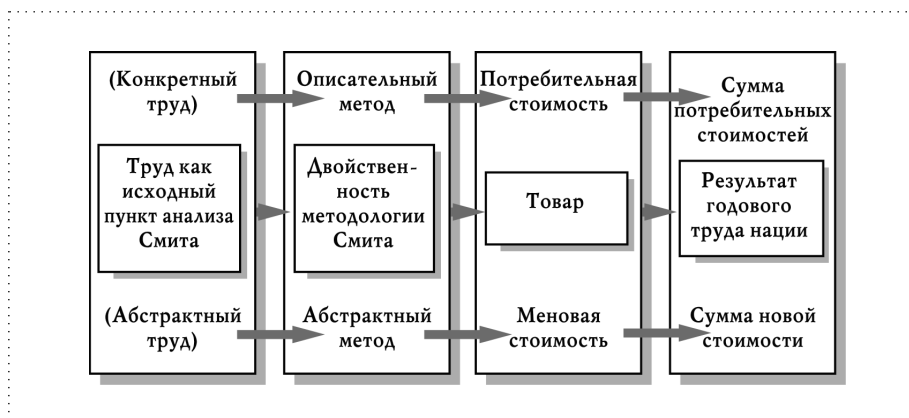 (Конкретный
труд)
Труд как
исходный
пункт анализа
Смита
(Абстрактный
труд)
Описательный
метод
Двойствен-
ность
методологии
Смита
Абстрактный
метод
Потребительная
стоимость
Товар
Меновая
стоимость
Сумма
потребительных
стоимостей
Результат
годового
труда нации
Сумма новой
стоимости